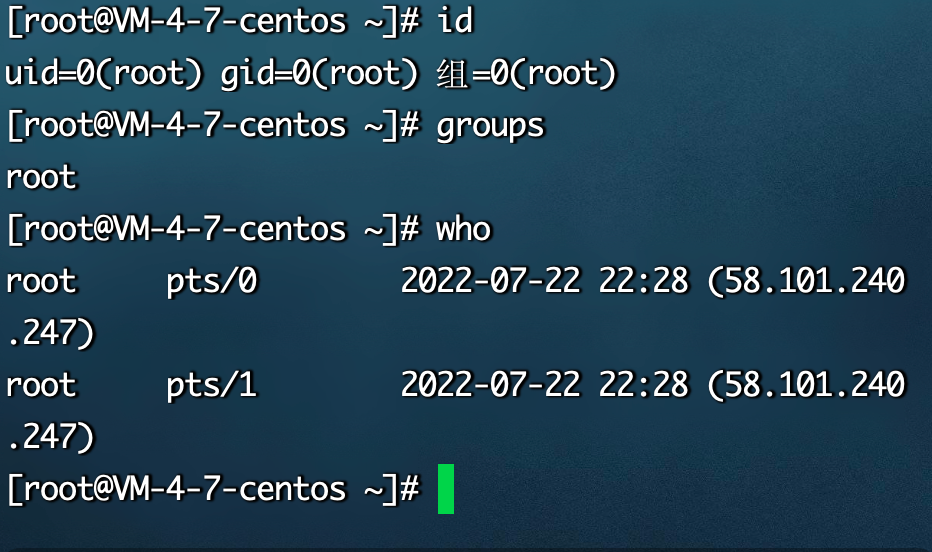 [root@VM-4-7-centos ~]# id
uid=0(root) gid=0(root) 组=0(root)
[root@VM-4-7-centos ~]# groups
root
[root@VM-4-7-centos ~]# who
root     pts/0        2022-07-22 22:28 (58.101.240
.247)
root     pts/1        2022-07-22 22:28 (58.101.240
.247)
[root@VM-4-7-centos ~]#